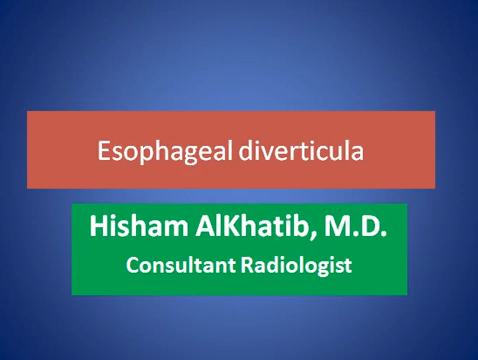 Esophageal diverticula
Hisham AlKhatib, M.D.
Consultant Radiologist